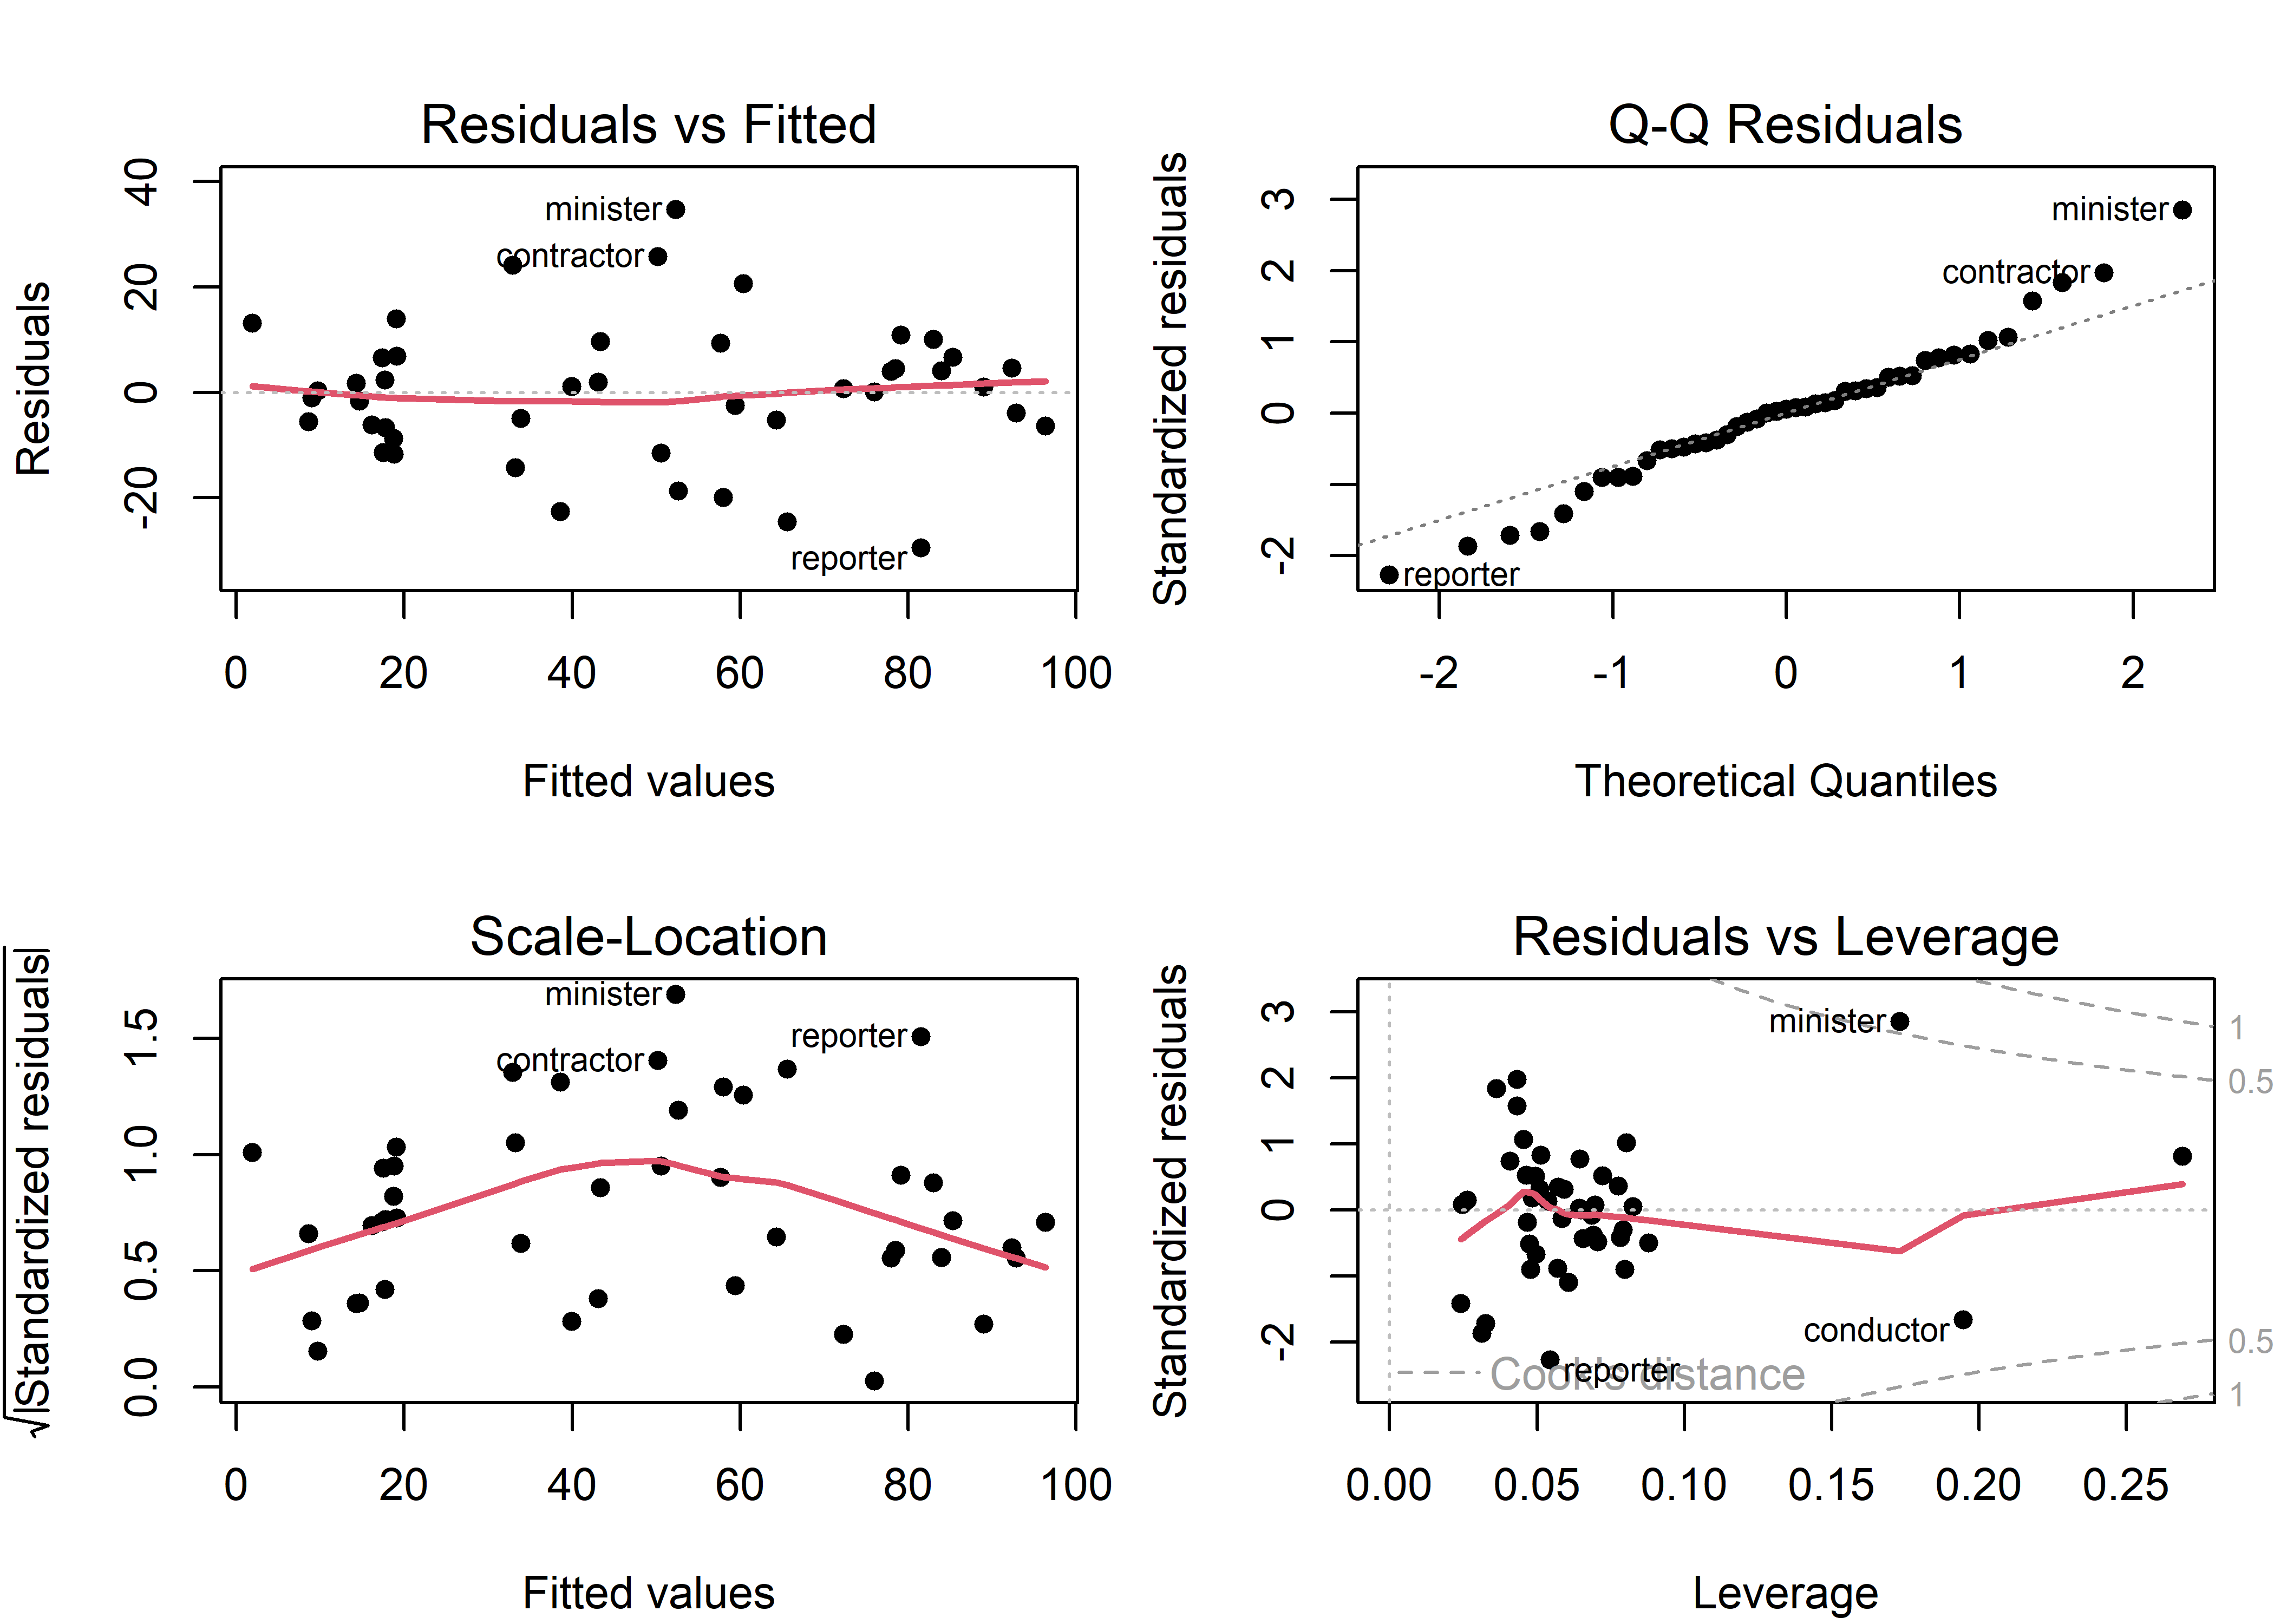 Residuals vs Fitted
Residuals
40
20
0
-20
minister
contractor
reporter
0 20 40 60 80 100
Fitted values
Q-Q Residuals
Standardized residuals
3
2
1
0
-2
minister
contractor
reporter
-2 -1 0 1 2
Theoretical Quantiles
Scale-Location
√|Standardized residuals|
1.5
1.0
0.5
0.0
minister
reporter
contractor
0 20 40 60 80 100
Fitted values
Residuals vs Leverage
Standardized residuals
3
2
1
0
-2
minister
conductor
reporter
Cook's distance
1
0.5
0.5
1
0.00 0.05 0.10 0.15 0.20 0.25
Leverage